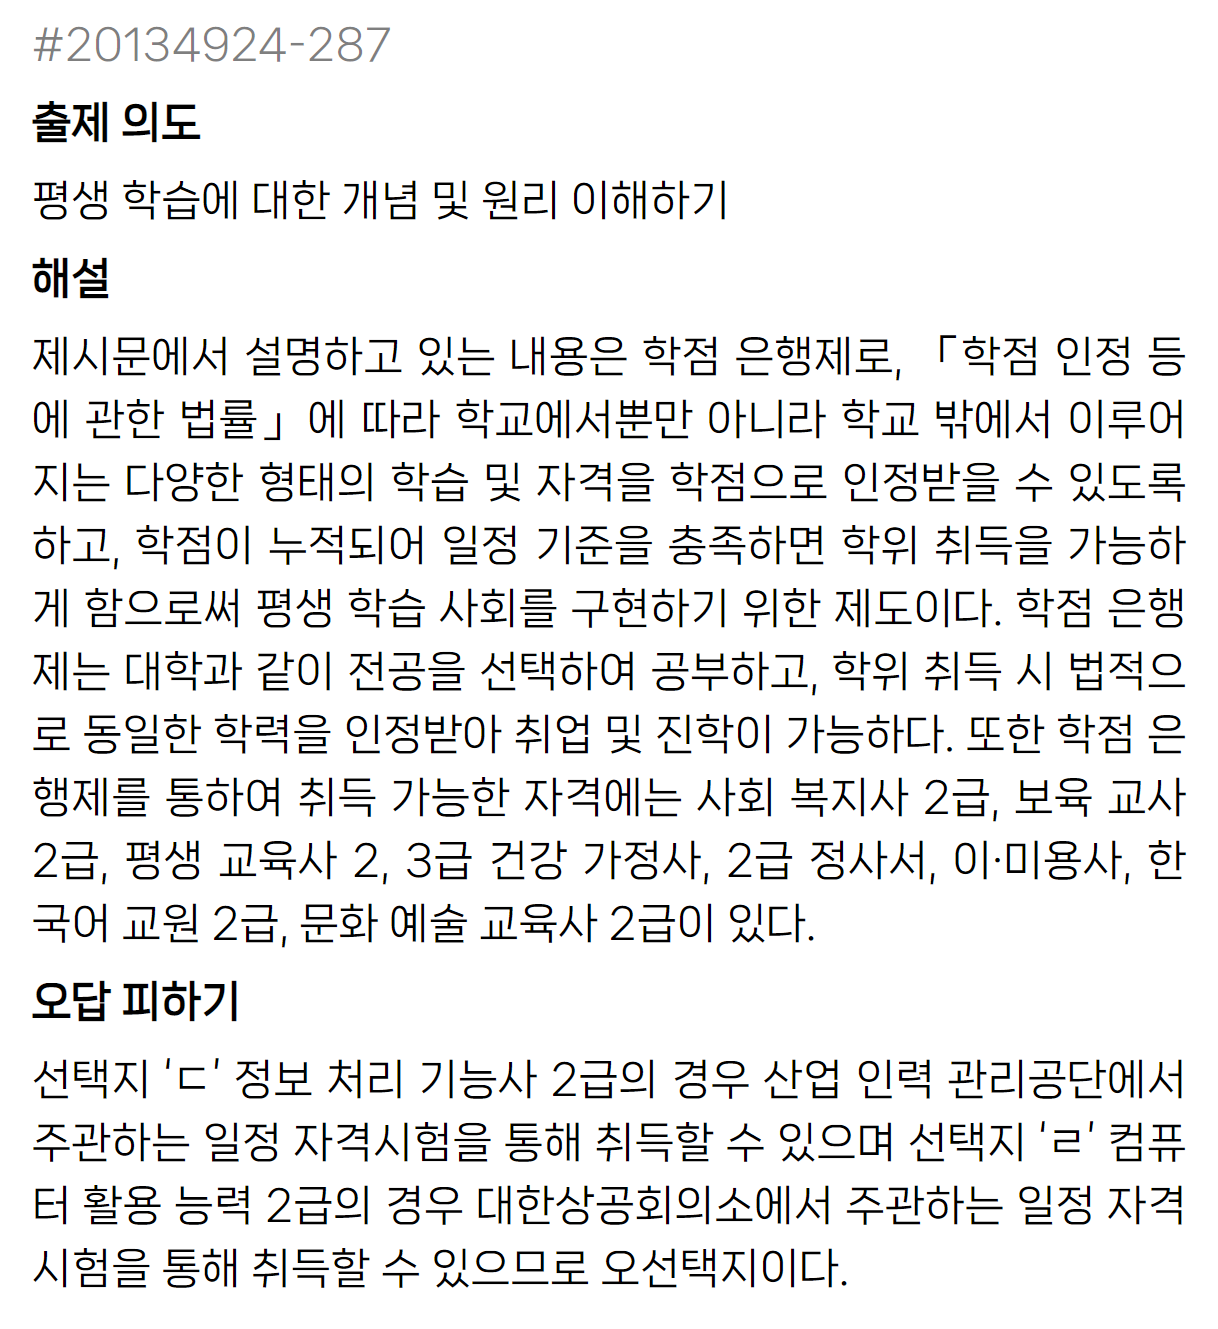 #20134924-287
출제 의도
평생 학습에 대한 개념 및 원리 이해하기
해설
제시문에서 설명하고 있는 내용은 학점 은행제로, 「학점 인정 등
에 관한 법률」에 따라 학교에서뿐만 아니라 학교 밖에서 이루어
지는 다양한 형태의 학습 및 자격을 학점으로 인정받을 수 있도록
하고, 학점이 누적되어 일정 기준을 충족하면 학위 취득을 가능하
게 함으로써 평생 학습 사회를 구현하기 위한 제도이다. 학점 은행
제는 대학과 같이 전공을 선택하여 공부하고, 학위 취득 시 법적으
로 동일한 학력을 인정받아 취업 및 진학이 가능하다. 또한 학점 은
행제를 통하여 취득 가능한 자격에는 사회 복지사 2급, 보육 교사
2급, 평생 교육사 2, 3급 건강 가정사, 2급 정사서, 이·미용사, 한
국어 교원 2급, 문화 예술 교육사 2급이 있다.
오답 피하기
선택지 'ㄷ' 정보 처리 기능사 2급의 경우 산업 인력 관리공단에서
주관하는 일정 자격시험을 통해 취득할 수 있으며 선택지 'ㄹ' 컴퓨
터 활용 능력 2급의 경우 대한상공회의소에서 주관하는 일정 자격
시험을 통해 취득할 수 있으므로 오선택지이다.